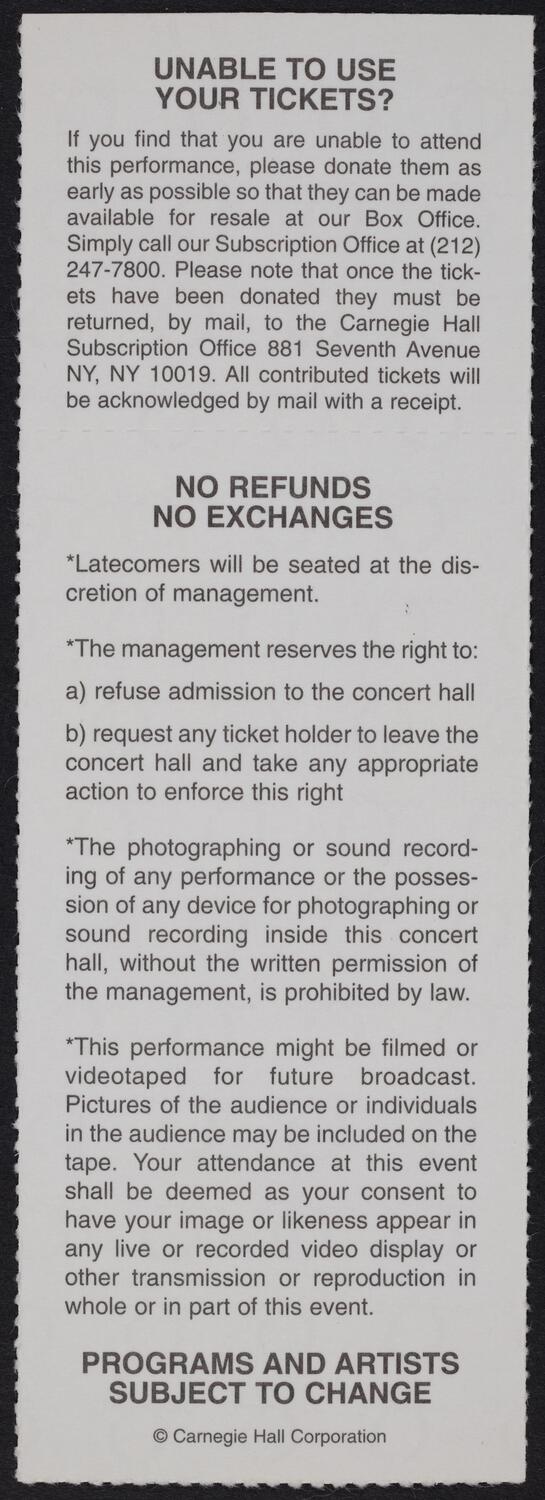 UNABLE TO USE
YOUR TICKETS?
If you find that you are unable to attend
this performance, please donate them as
early as possible so that they can be made
available for resale at our Box Office.
Simply call our Subscription Office at (212)
247-7800. Please note that once the tick-
ets have been donated they must be
returned, by mail, to the Carnegie Hall
Subscription Office 881 Seventh Avenue
NY, NY 10019. All contributed tickets will
be acknowledged by mail with a receipt.
NO REFUNDS
NO EXCHANGES
*Latecomers will be seated at the dis-
cretion of management.
*The management reserves the right to:
a) refuse admission to the concert hall
b) request any ticket holder to leave the
concert hall and take any appropriate
action to enforce this right
*The photographing or sound record-
ing of any performance or the posses-
sion of any device for photographing or
sound recording inside this concert
hall, without the written permission of
the management, is prohibited by law.
*This performance might be filmed or
videotaped for future broadcast.
Pictures of the audience or individuals
in the audience may be included on the
tape. Your attendance at this event
shall be deemed as your consent to
have your image or likeness appear in
any live or recorded video display or
other transmission or reproduction in
whole or in part of this event.
PROGRAMS AND ARTISTS
SUBJECT TO CHANGE
© Carnegie Hall Corporation